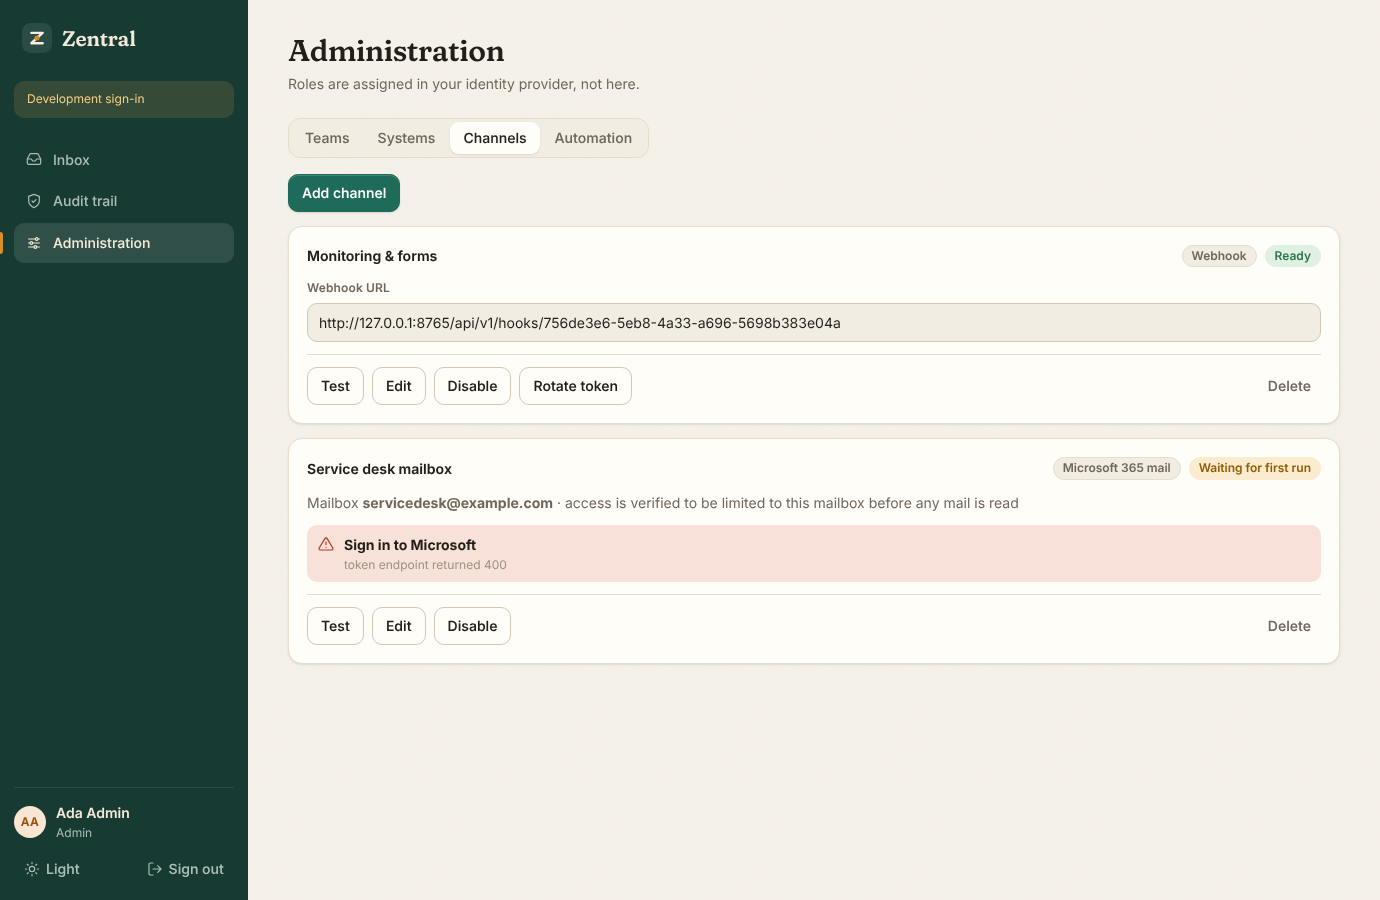 Zentral
Development sign-in
Inbox
Audit trail
Administration
AA
Ada Admin
Admin
Light
Sign out
Administration
Roles are assigned in your identity provider, not here.
Teams
Systems
Channels
Automation
Add channel
Monitoring & forms
Webhook
Ready
Webhook URL
http://127.0.0.1:8765/api/v1/hooks/756de3e6-5eb8-4a33-a696-5698b383e04a
Test
Edit
Disable
Rotate token
Delete
Service desk mailbox
Microsoft 365 mail
Waiting for first run
Mailbox servicedesk@example.com · access is verified to be limited to this mailbox before any mail is read
Sign in to Microsoft
token endpoint returned 400
Test
Edit
Disable
Delete